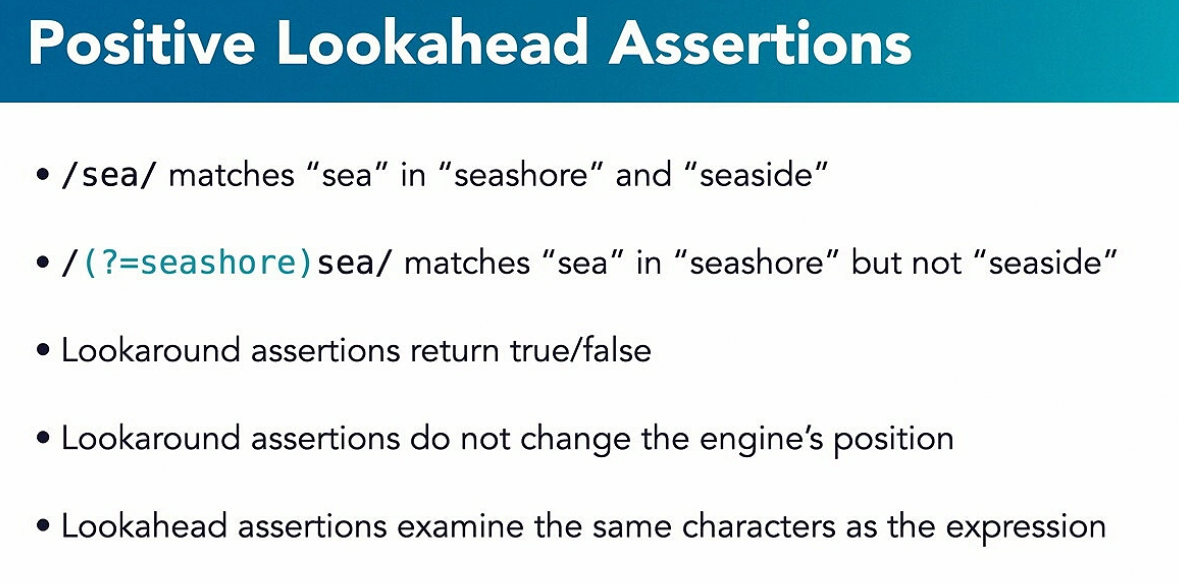 Positive Lookahead Assertions
• /sea/ matches “sea” in “seashore” and “seaside”
• /(?=seashore)sea/ matches “sea” in “seashore” but not “seaside”
• Lookaround assertions return true/false
• Lookaround assertions do not change the engine’s position
• Lookahead assertions examine the same characters as the expression